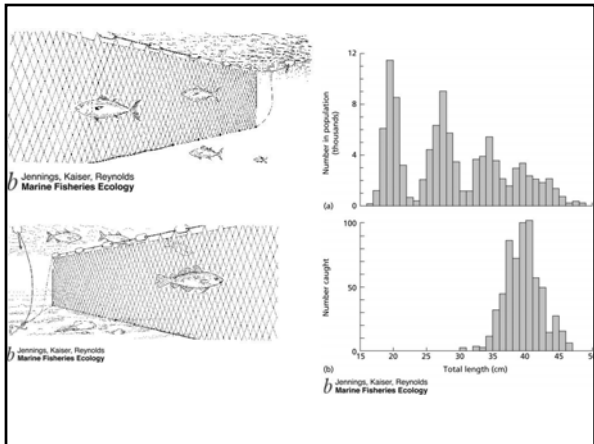 b Jennings, Kaiser, Reynolds
Marine Fisheries Ecology
b Jennings, Kaiser, Reynolds
Marine Fisheries Ecology
Number in population
(thousands)
12
8
4
0
(a)
Number caught
100
50
0
15 20 25 30 35 40 45 50
(b) Total length (cm)
b Jennings, Kaiser, Reynolds
Marine Fisheries Ecology